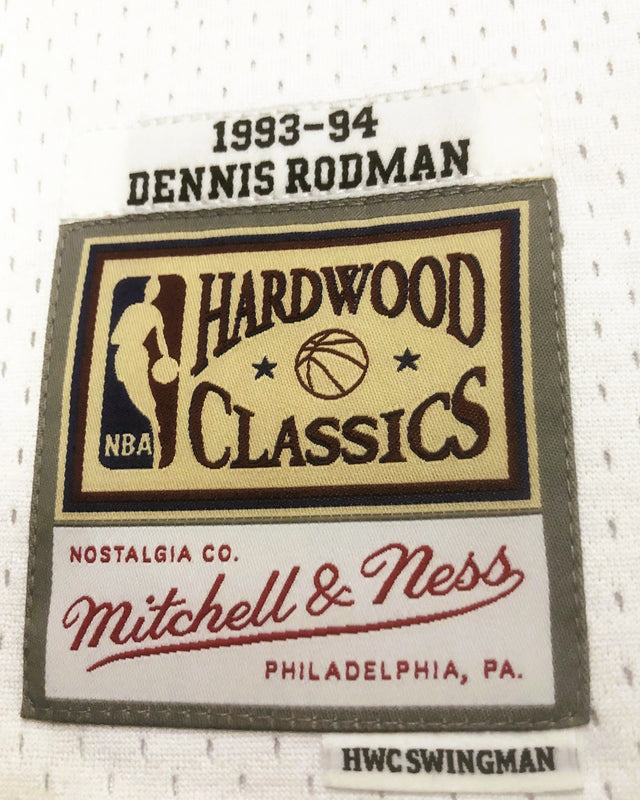 1993-94
DENNIS RODMAN
HARDWOOD
CLASSICS
NBA
NOSTALGIA CO.
Mitchell & Ness
PHILADELPHIA, PA.
HWC SWINGMAN